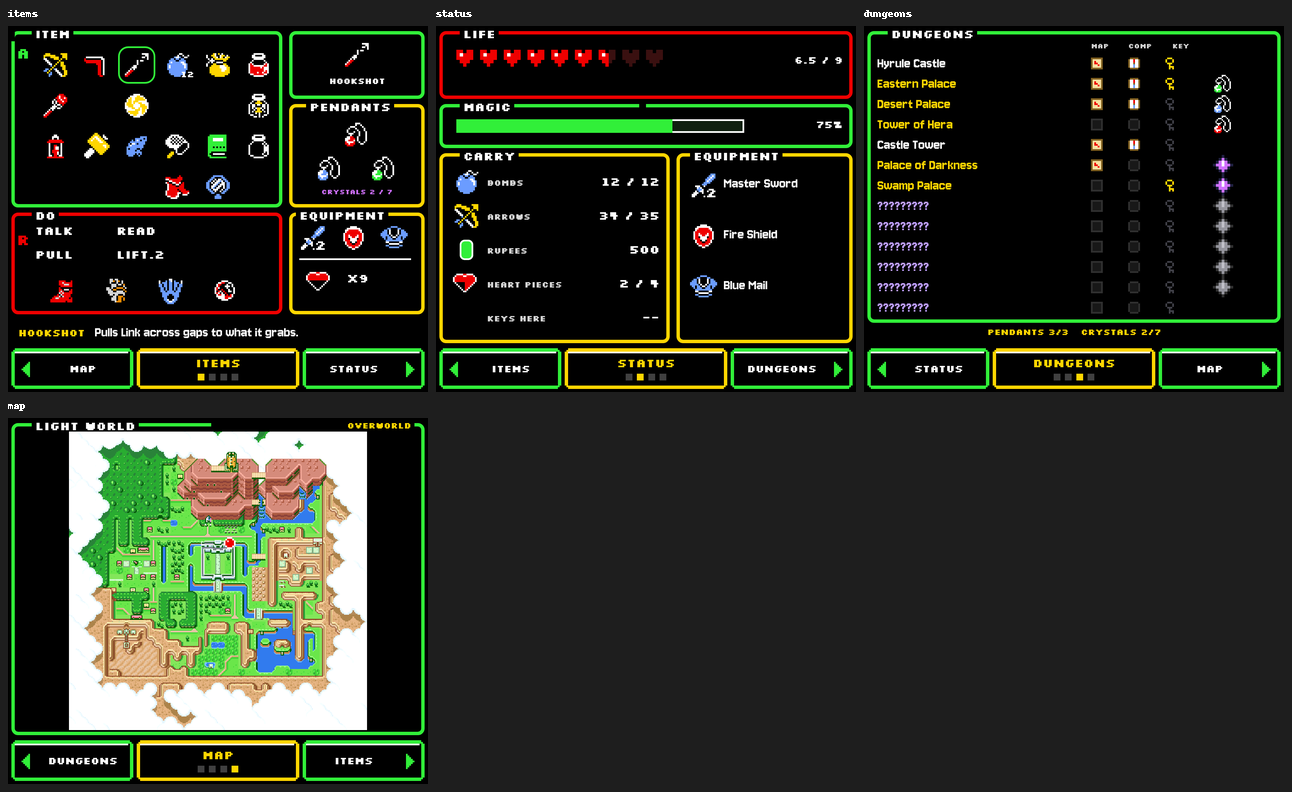 items
ITEM
A
12
HOOKSHOT
PENDANTS
CRYSTALS 2 / 7
DO
R
TALK READ
PULL LIFT.2
EQUIPMENT
.2
X9
HOOKSHOT Pulls Link across gaps to what it grabs.
MAP
ITEMS
STATUS
status
LIFE
6.5 / 9
MAGIC
75%
CARRY
BOMBS 12 / 12
ARROWS 34 / 35
RUPEES 500
HEART PIECES 2 / 4
KEYS HERE --
EQUIPMENT
.2 Master Sword
Fire Shield
Blue Mail
ITEMS
STATUS
DUNGEONS
dungeons
DUNGEONS
MAP COMP KEY
Hyrule Castle
Eastern Palace
Desert Palace
Tower of Hera
Castle Tower
Palace of Darkness
Swamp Palace
?????????
?????????
?????????
?????????
?????????
?????????
PENDANTS 3/3 CRYSTALS 2/7
STATUS
DUNGEONS
MAP
map
LIGHT WORLD
OVERWORLD
DUNGEONS
MAP
ITEMS